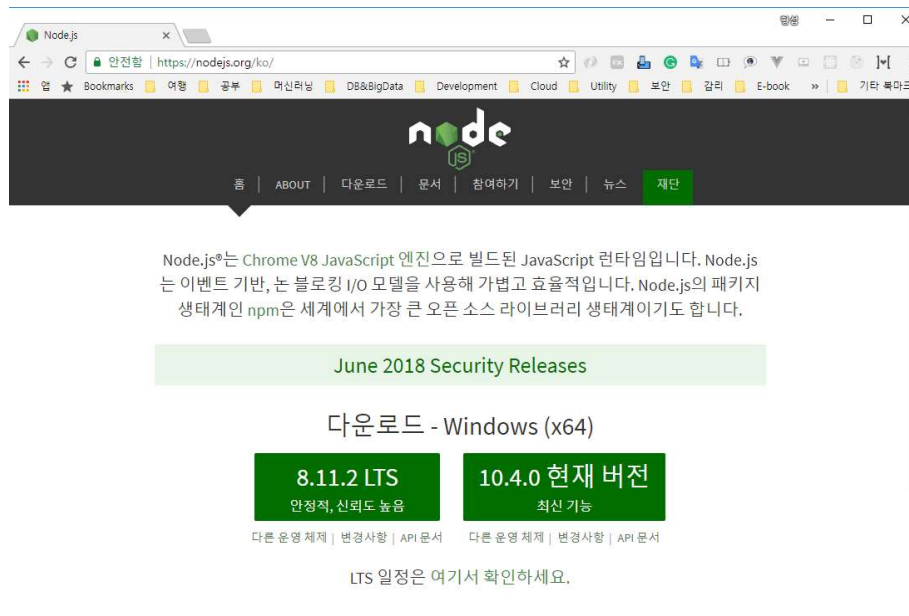 Node.js
원성
안전함 | https://nodejs.org/ko/
앱 Bookmarks 여행 공부 머신러닝 DB&BigData Development Cloud Utility 보안 감리 E-book » 기타 북마크
node
JS
홈 | ABOUT | 다운로드 | 문서 | 참여하기 | 보안 | 뉴스 재단
Node.js®는 Chrome V8 JavaScript 엔진으로 빌드된 JavaScript 런타임입니다. Node.js
는 이벤트 기반, 논 블로킹 I/O 모델을 사용해 가볍고 효율적입니다. Node.js의 패키지
생태계인 npm은 세계에서 가장 큰 오픈 소스 라이브러리 생태계이기도 합니다.
June 2018 Security Releases
다운로드 - Windows (x64)
8.11.2 LTS
안정적, 신뢰도 높음
10.4.0 현재 버전
최신 기능
다른 운영 체제 | 변경사항 | API 문서
다른 운영 체제 | 변경사항 | API 문서
LTS 일정은 여기서 확인하세요.